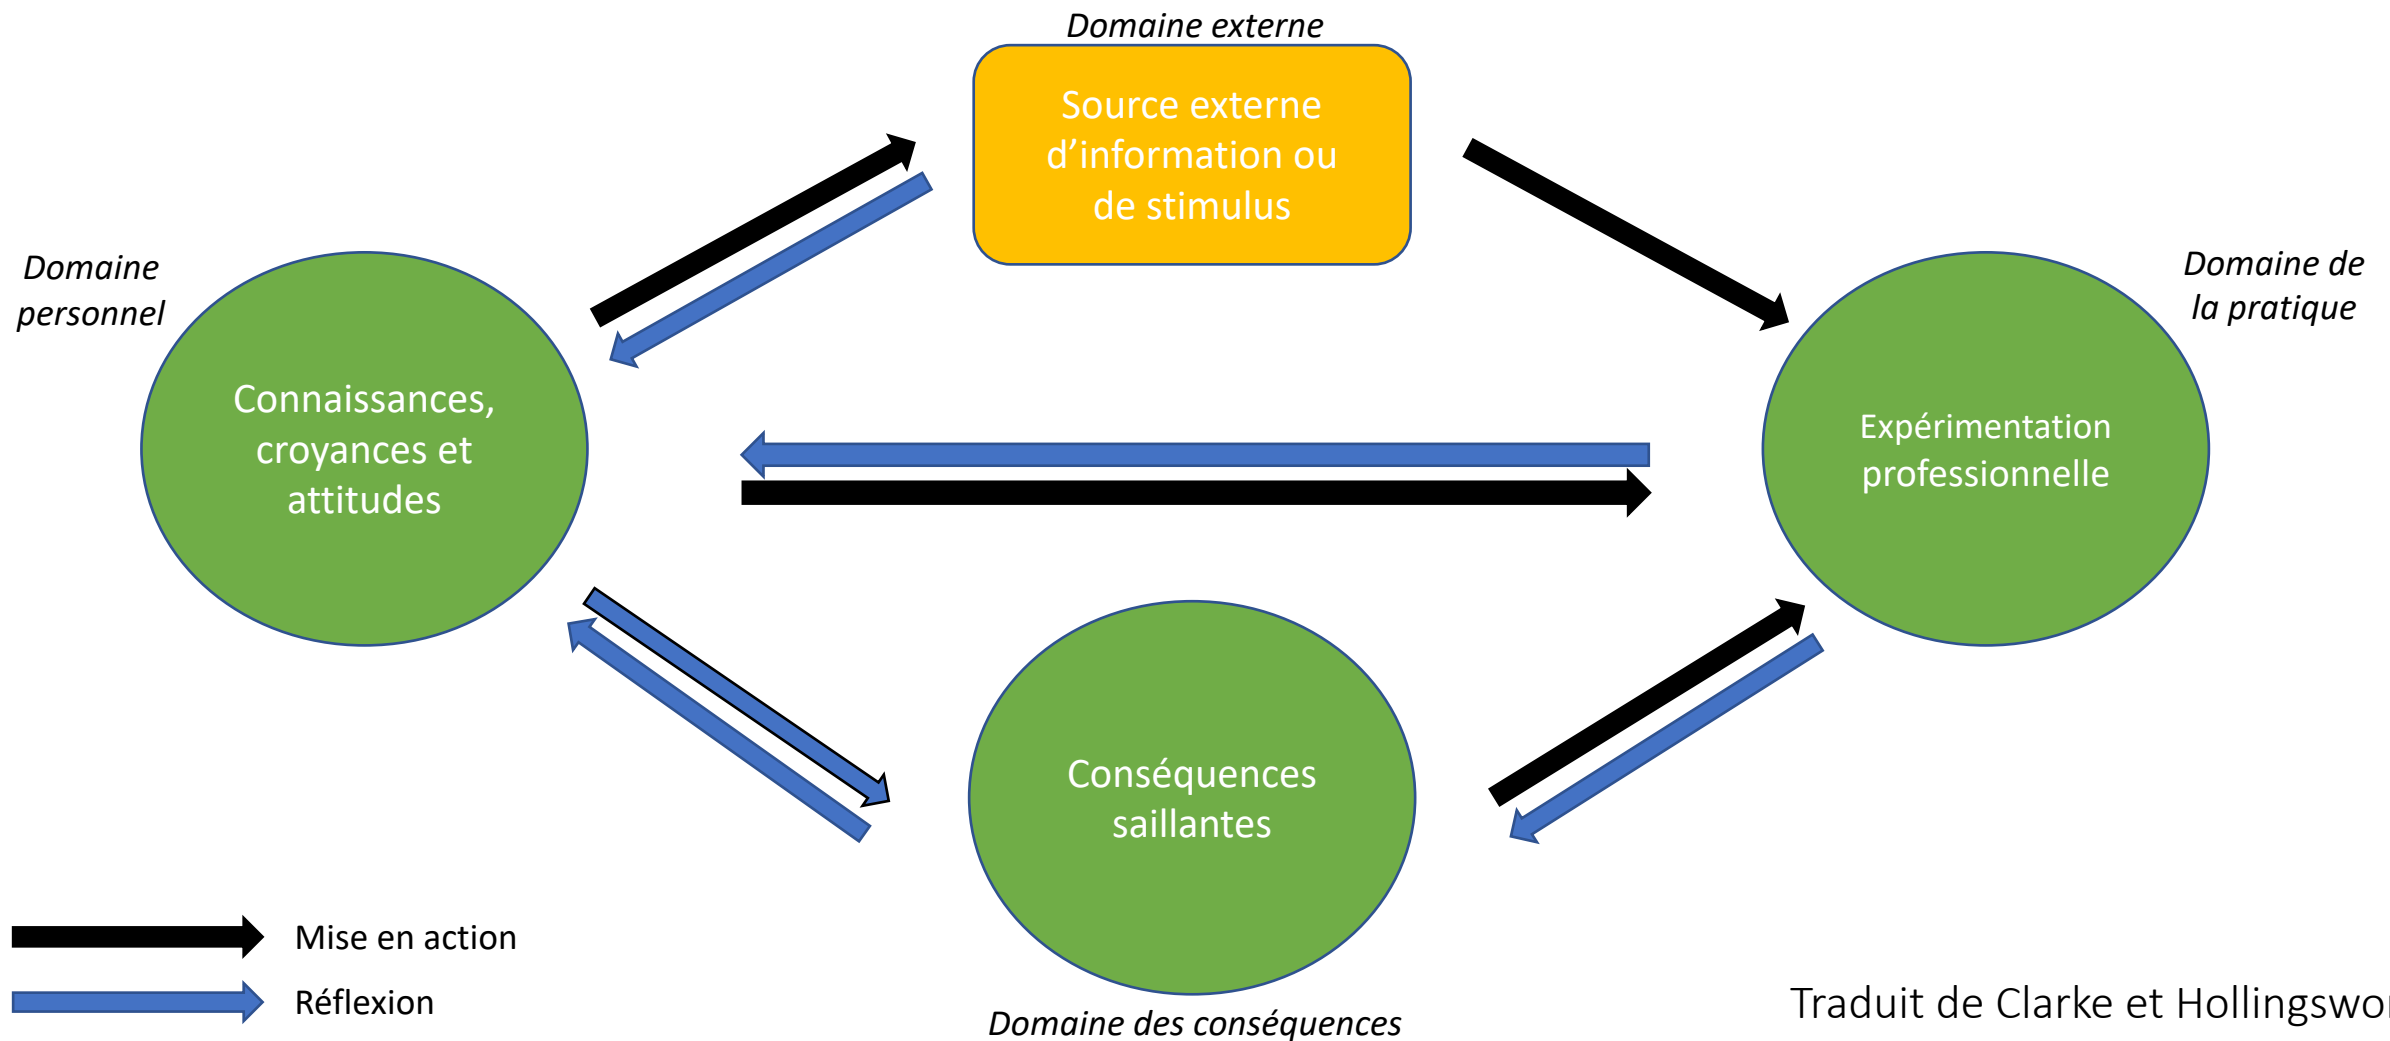 Domaine externe
Source externe
d’information ou
de stimulus
Domaine
personnel
Domaine de
la pratique
Connaissances,
croyances et
attitudes
Expérimentation
professionnelle
Conséquences
saillantes
Mise en action
Réflexion
Domaine des conséquences
Traduit de Clarke et